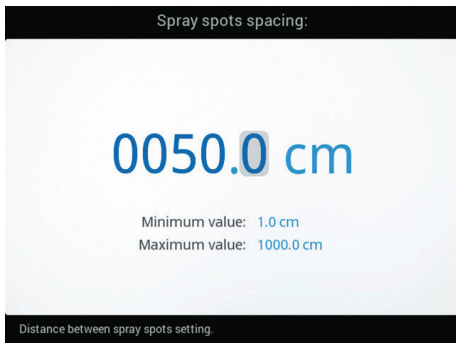 Spray spots spacing:
0050.0 cm
Minimum value: 1.0 cm
Maximum value: 1000.0 cm
Distance between spray spots setting.